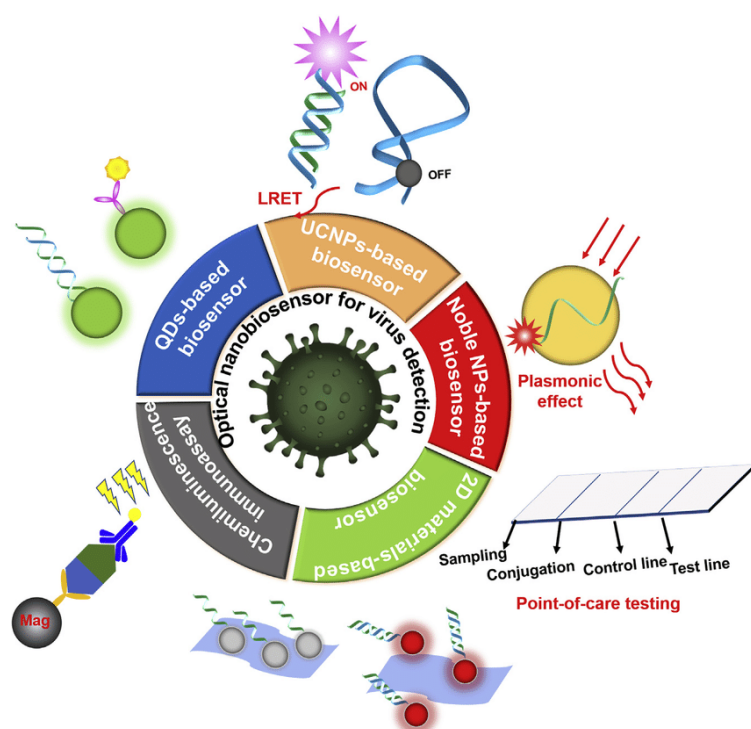 ON
OFF
LRET
UCNPs-based
biosensor
QDs-based
biosensor
Noble NPs-based
biosensor
Optical nanobiosensor for virus detection
Plasmonic
effect
Chemiluminescence
immunoassay
2D materials-based
biosensor
Sampling
Conjugation
Control line
Test line
Point-of-care testing
Mag